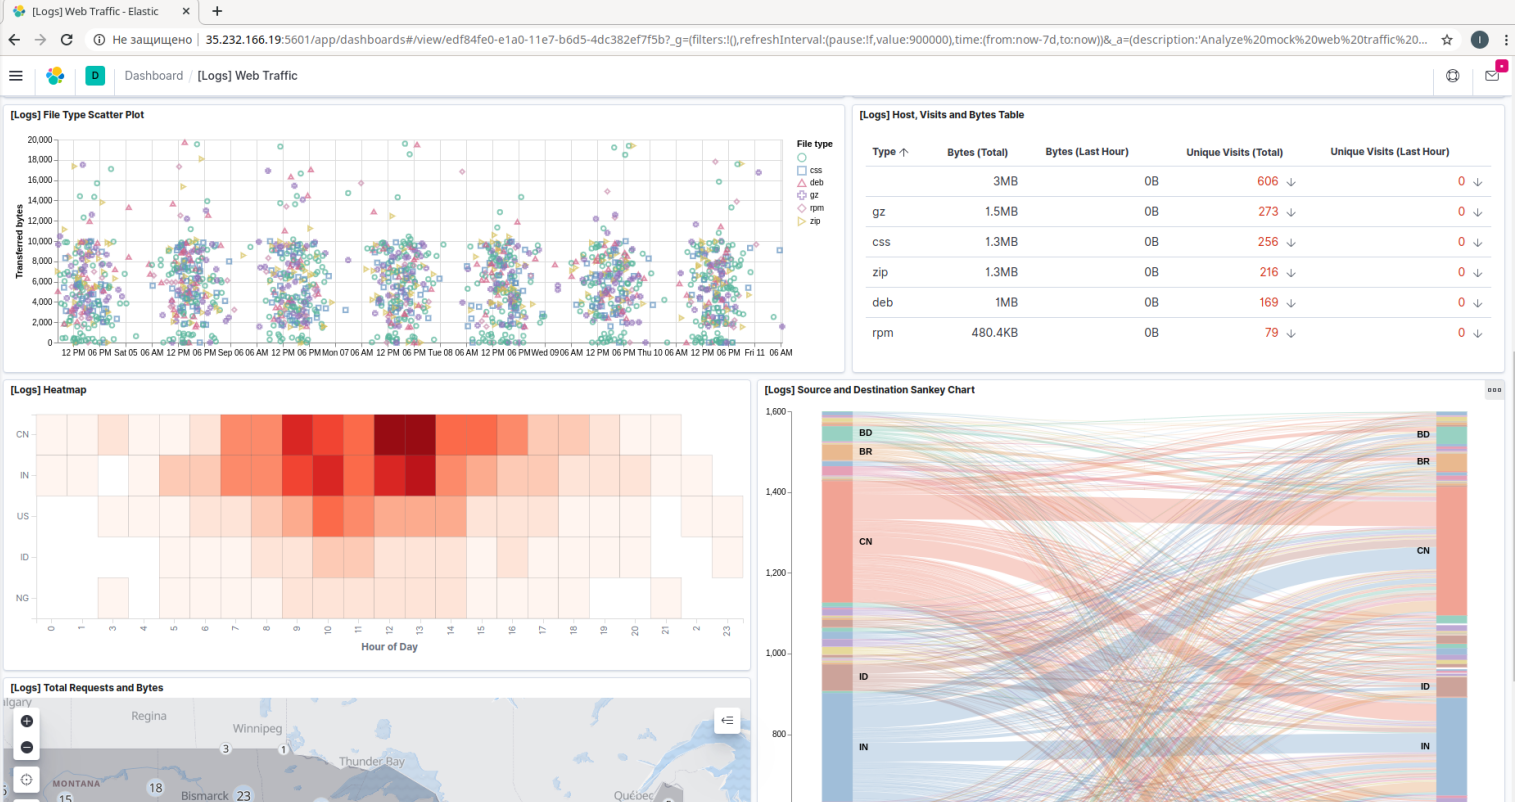 [Logs] Web Traffic - Elastic
Не защищено 35.232.166.19:5601/app/dashboards#/view/edf84fe0-e1a0-11e7-b6d5-4dc382ef7f5b?_g=(filters:!(),refreshInterval:(pause:!f,value:900000),time:(from:now-7d,to:now))&_a=(description:'Analyze%20mock%20web%20traffic%20... I
D Dashboard / [Logs] Web Traffic
[Logs] File Type Scatter Plot
Transferred bytes
20,000
18,000
16,000
14,000
12,000
10,000
8,000
6,000
4,000
2,000
0
12 PM 06 PM Sat 05 06 AM 12 PM 06 PM Sep 06 06 AM 12 PM 06 PM Mon 07 06 AM 12 PM 06 PM Tue 08 06 AM 12 PM 06 PM Wed 09 06 AM 12 PM 06 PM Thu 10 06 AM 12 PM 06 PM Fri 11 06 AM
File type
css
deb
gz
rpm
zip
[Logs] Host, Visits and Bytes Table
Type Bytes (Total) Bytes (Last Hour) Unique Visits (Total) Unique Visits (Last Hour)
3MB 0B 606 0
gz 1.5MB 0B 273 0
css 1.3MB 0B 256 0
zip 1.3MB 0B 216 0
deb 1MB 0B 169 0
rpm 480.4KB 0B 79 0
[Logs] Heatmap
CN
IN
US
ID
NG
0 1 3 4 5 6 7 8 9 10 11 12 13 14 15 16 17 18 19 20 21 2 23
Hour of Day
[Logs] Source and Destination Sankey Chart
1,600
1,400
1,200
1,000
800
BD
BR
CN
ID
IN
BD
BR
CN
ID
IN
[Logs] Total Requests and Bytes
Regina
Winnipeg
3 1
Thunder Bay
MONTANA
15
18
Bismarck 23
Québec